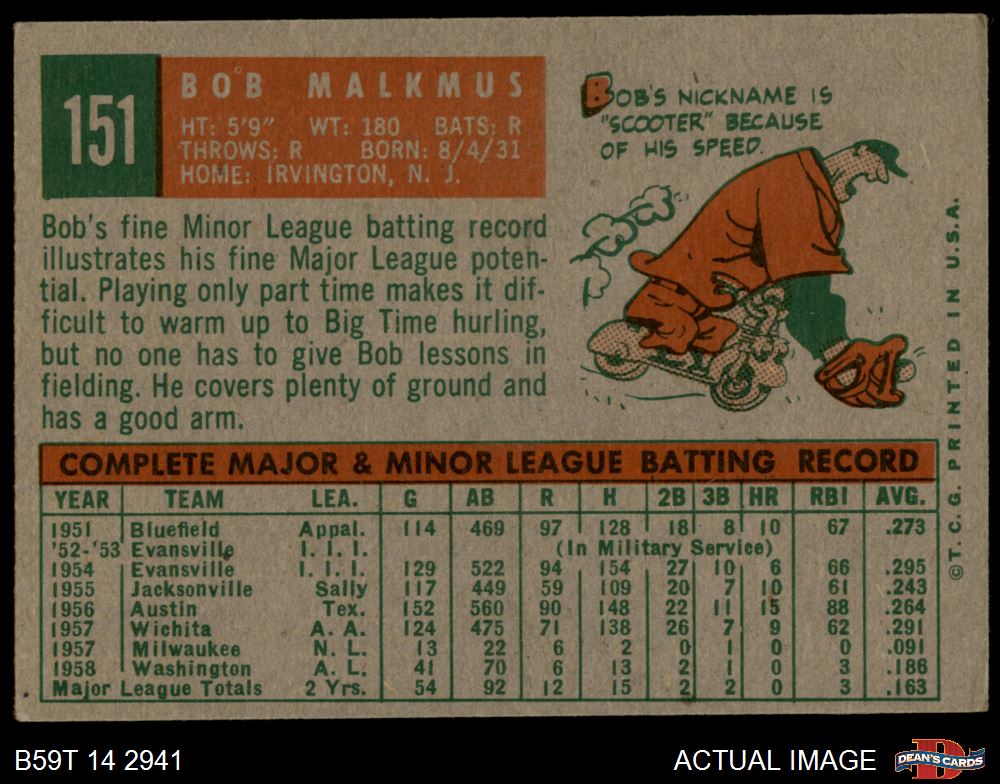 151
BOB MALKMUS
HT: 5'9" WT: 180 BATS: R
THROWS: R BORN: 8/4/31
HOME: IRVINGTON, N. J.
BOB'S NICKNAME IS
"SCOOTER" BECAUSE
OF HIS SPEED.
Bob's fine Minor League batting record
illustrates his fine Major League poten-
tial. Playing only part time makes it dif-
ficult to warm up to Big Time hurling,
but no one has to give Bob lessons in
fielding. He covers plenty of ground and
has a good arm.
COMPLETE MAJOR & MINOR LEAGUE BATTING RECORD
YEAR TEAM LEA. G AB R H 2B 3B HR RBI AVG.
1951 Bluefield Appal. 114 469 97 128 18 8 10 67 .273
'52-'53 Evansville I. I. I. (In Military Service)
1954 Evansville I. I. I. 129 522 94 154 27 10 6 66 .295
1955 Jacksonville Sally 117 449 59 109 20 7 10 61 .243
1956 Austin Tex. 152 560 90 148 22 11 15 88 .264
1957 Wichita A. A. 124 475 71 138 26 7 9 62 .291
1957 Milwaukee N. L. 13 22 6 2 0 1 0 0 .091
1958 Washington A. L. 41 70 6 13 2 1 0 3 .186
Major League Totals 2 Yrs. 54 92 12 15 2 2 0 3 .163
© T. C. G. PRINTED IN U.S.A.
B59T 14 2941
ACTUAL IMAGE
DEAN'S CARDS